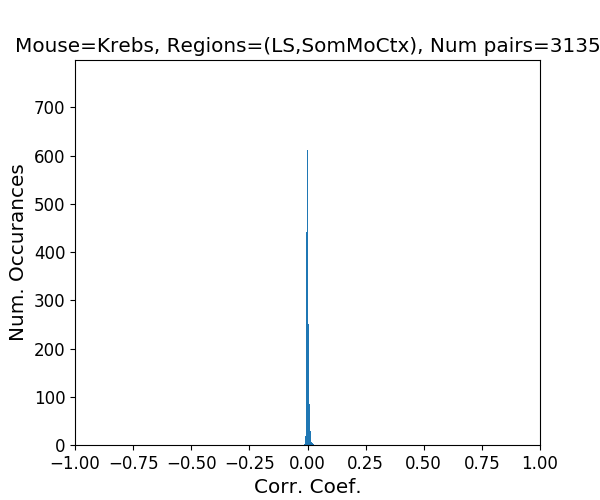 Mouse=Krebs, Regions=(LS,SomMoCtx), Num pairs=3135
700
600
500
400
300
200
100
0
Num. Occurances
−1.00 −0.75 −0.50 −0.25 0.00 0.25 0.50 0.75 1.00
Corr. Coef.